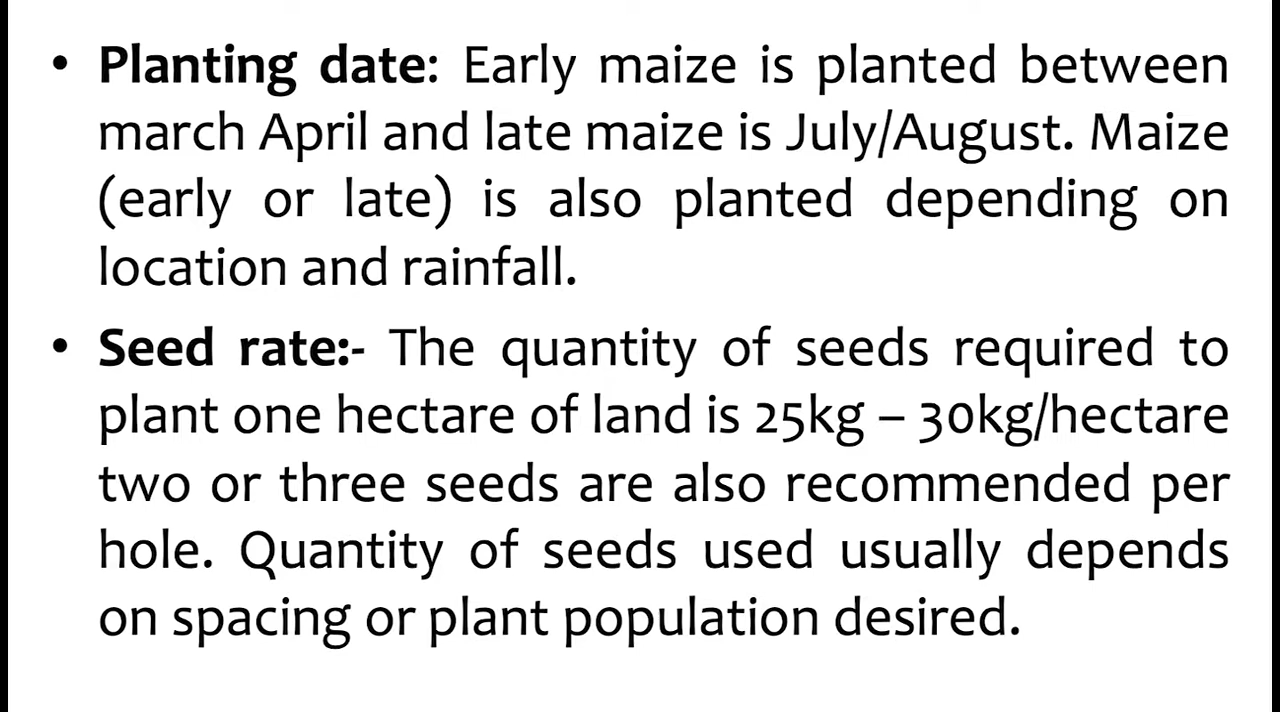 • Planting date: Early maize is planted between
march April and late maize is July/August. Maize
(early or late) is also planted depending on
location and rainfall.
• Seed rate:- The quantity of seeds required to
plant one hectare of land is 25kg – 30kg/hectare
two or three seeds are also recommended per
hole. Quantity of seeds used usually depends
on spacing or plant population desired.